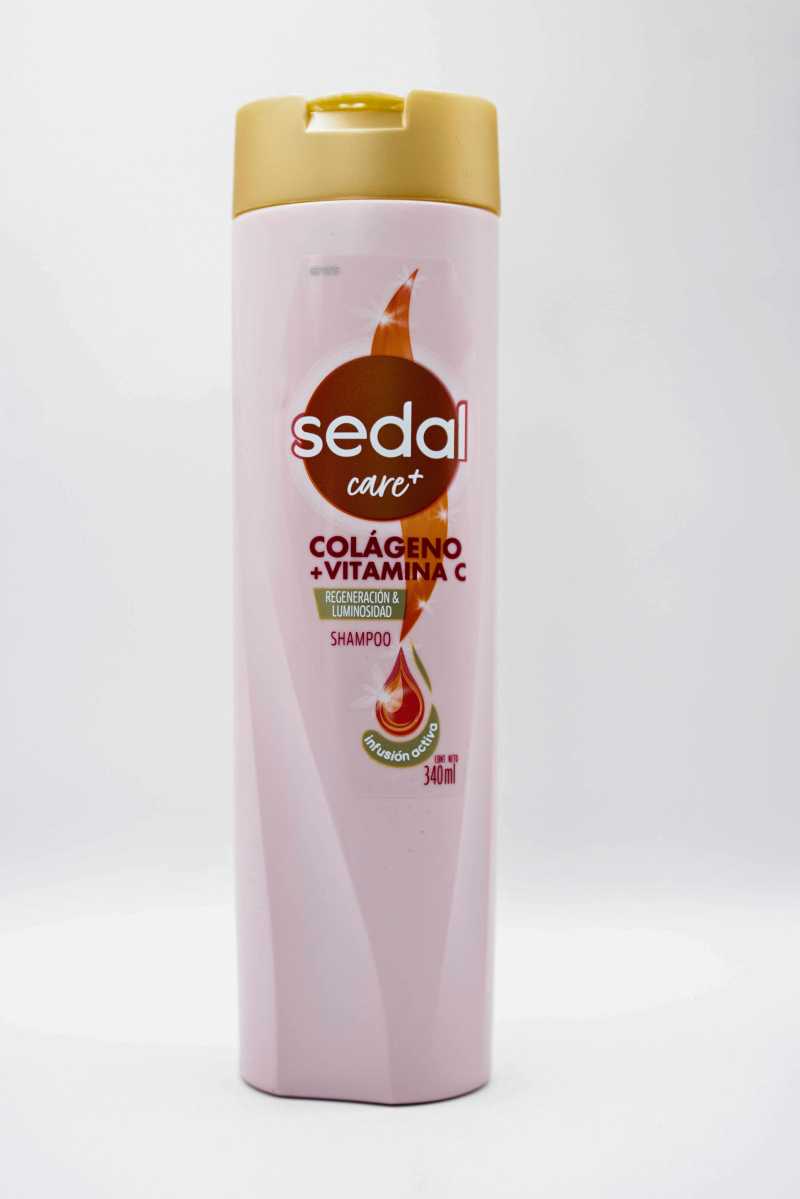 sedal
care+
COLÁGENO
+VITAMINA C
REGENERACIÓN &
LUMINOSIDAD
SHAMPOO
infusión activa
CONT. NETO
340ml